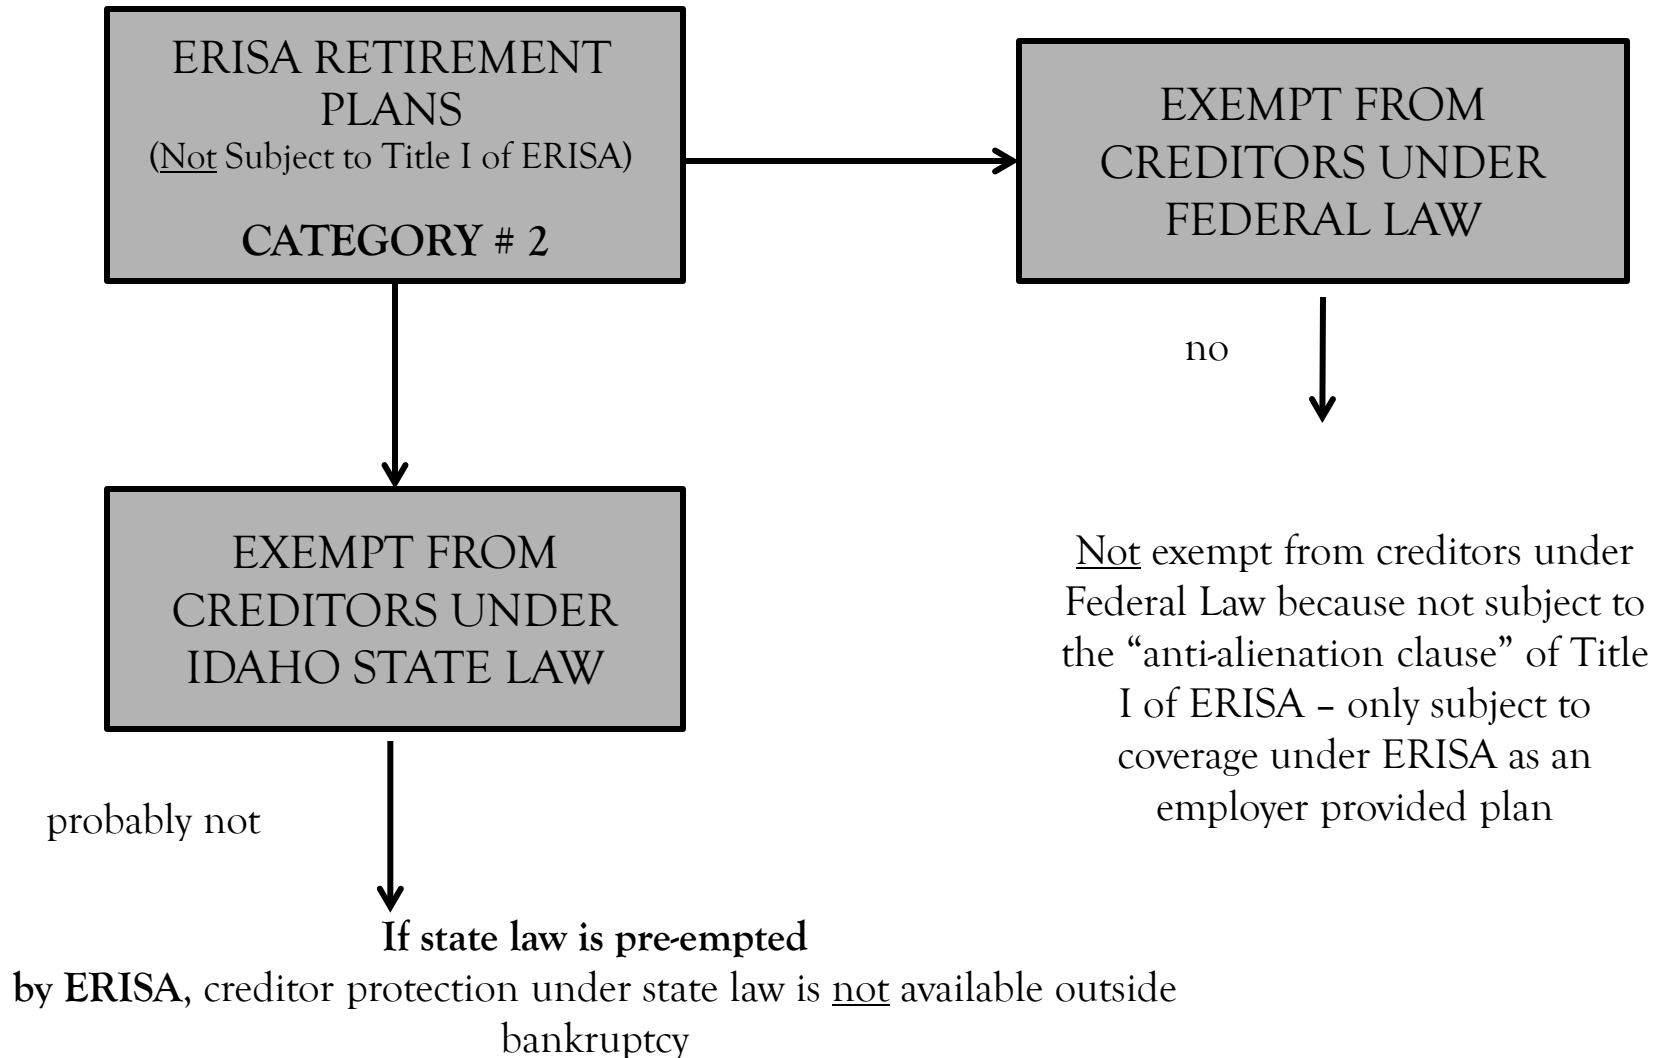 ERISA RETIREMENT
PLANS
(Not Subject to Title I of ERISA)
CATEGORY # 2
EXEMPT FROM
CREDITORS UNDER
FEDERAL LAW
no
Not exempt from creditors under
Federal Law because not subject to
the “anti-alienation clause” of Title
I of ERISA – only subject to
coverage under ERISA as an
employer provided plan
EXEMPT FROM
CREDITORS UNDER
IDAHO STATE LAW
probably not
If state law is pre-empted
by ERISA, creditor protection under state law is not available outside
bankruptcy